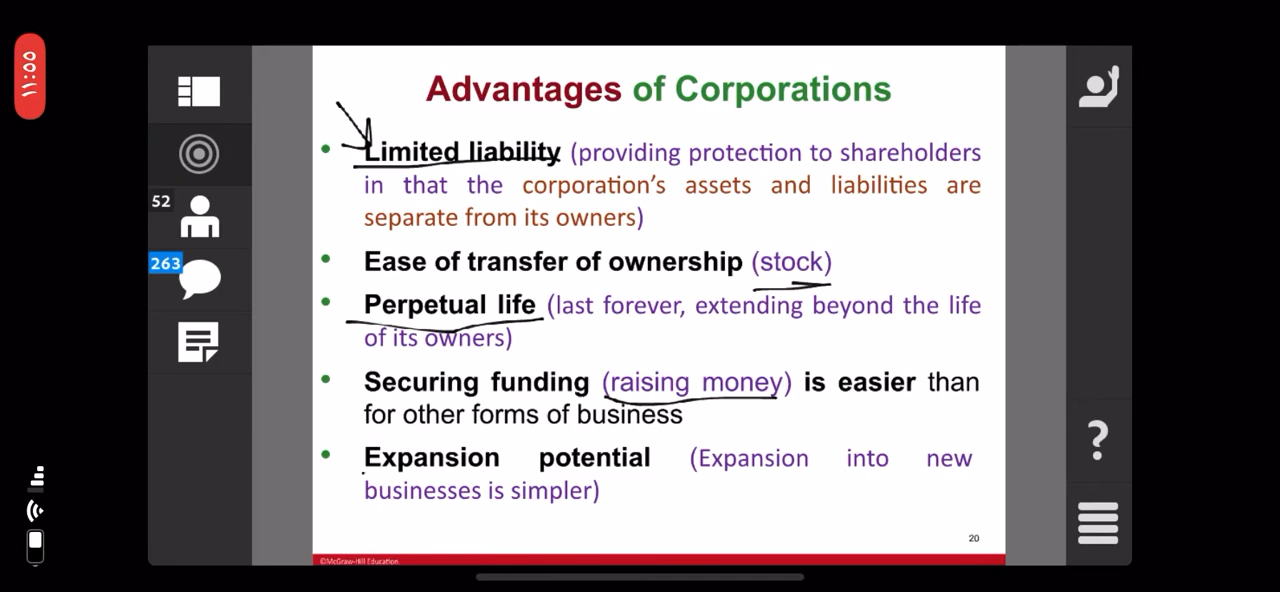 ١١:٥٥
52
263
Advantages of Corporations
• Limited liability (providing protection to shareholders
in that the corporation’s assets and liabilities are
separate from its owners)
• Ease of transfer of ownership (stock)
• Perpetual life (last forever, extending beyond the life
of its owners)
• Securing funding (raising money) is easier than
for other forms of business
• Expansion potential (Expansion into new
businesses is simpler)
20
©McGraw-Hill Education.
?